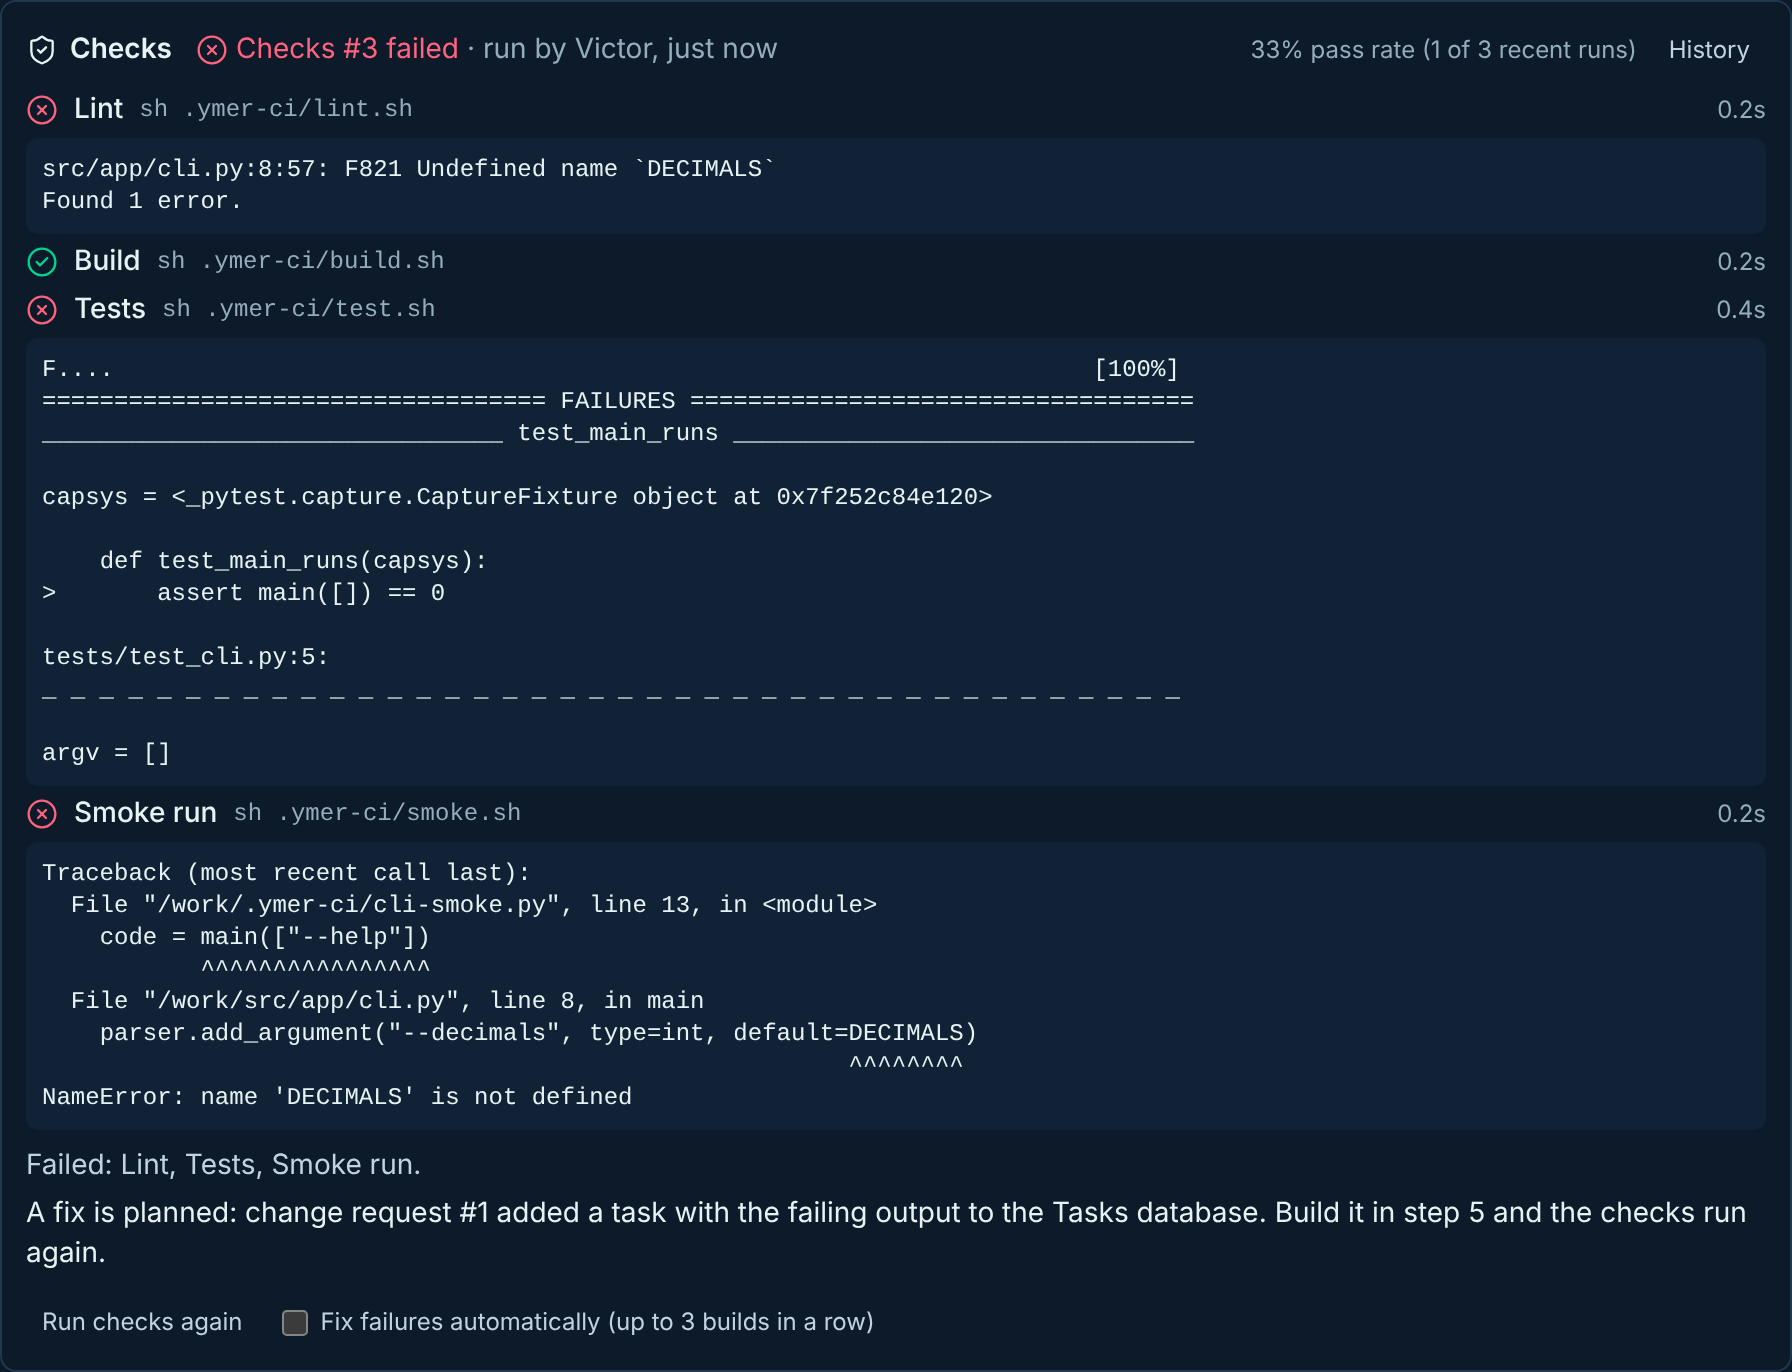 Checks Checks #3 failed · run by Victor, just now 33% pass rate (1 of 3 recent runs) History
Lint sh .ymer-ci/lint.sh 0.2s
src/app/cli.py:8:57: F821 Undefined name `DECIMALS`
Found 1 error.
Build sh .ymer-ci/build.sh 0.2s
Tests sh .ymer-ci/test.sh 0.4s
F.... [100%]
=================================== FAILURES ===================================
________________________________ test_main_runs ________________________________
capsys = <_pytest.capture.CaptureFixture object at 0x7f252c84e120>
    def test_main_runs(capsys):
>       assert main([]) == 0
tests/test_cli.py:5:
_ _ _ _ _ _ _ _ _ _ _ _ _ _ _ _ _ _ _ _ _ _ _ _ _ _ _ _ _ _ _ _ _ _ _ _ _ _ _ _
argv = []
Smoke run sh .ymer-ci/smoke.sh 0.2s
Traceback (most recent call last):
  File "/work/.ymer-ci/cli-smoke.py", line 13, in <module>
    code = main(["--help"])
           ^^^^^^^^^^^^^^^^
  File "/work/src/app/cli.py", line 8, in main
    parser.add_argument("--decimals", type=int, default=DECIMALS)
                                                        ^^^^^^^^
NameError: name 'DECIMALS' is not defined
Failed: Lint, Tests, Smoke run.
A fix is planned: change request #1 added a task with the failing output to the Tasks database. Build it in step 5 and the checks run
again.
Run checks again Fix failures automatically (up to 3 builds in a row)